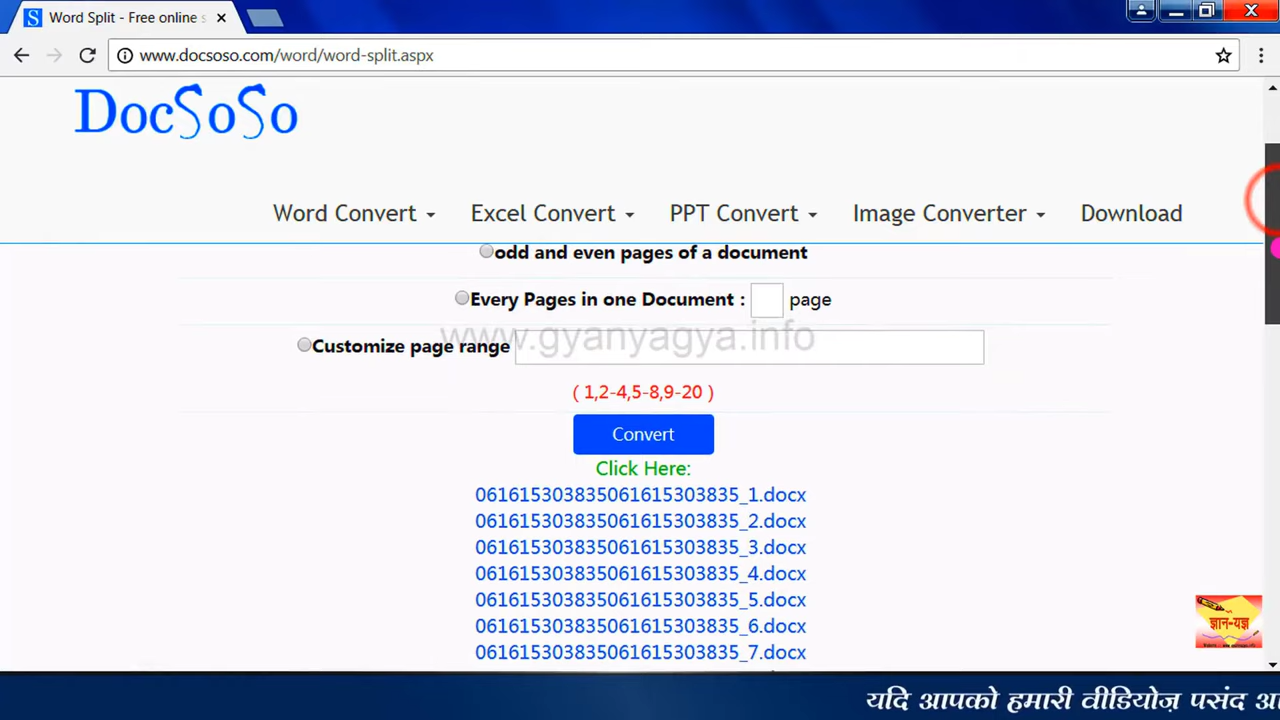 Word Split - Free online s
www.docsoso.com/word/word-split.aspx
DocSoSo
Word Convert Excel Convert PPT Convert Image Converter Download
odd and even pages of a document
Every Pages in one Document : page
www.gyanyagya.info
Customize page range
( 1,2-4,5-8,9-20 )
Convert
Click Here:
061615303835061615303835_1.docx
061615303835061615303835_2.docx
061615303835061615303835_3.docx
061615303835061615303835_4.docx
061615303835061615303835_5.docx
061615303835061615303835_6.docx
061615303835061615303835_7.docx
ज्ञान-यज्ञ
यदि आपको हमारी वीडियोज़ पसंद आ